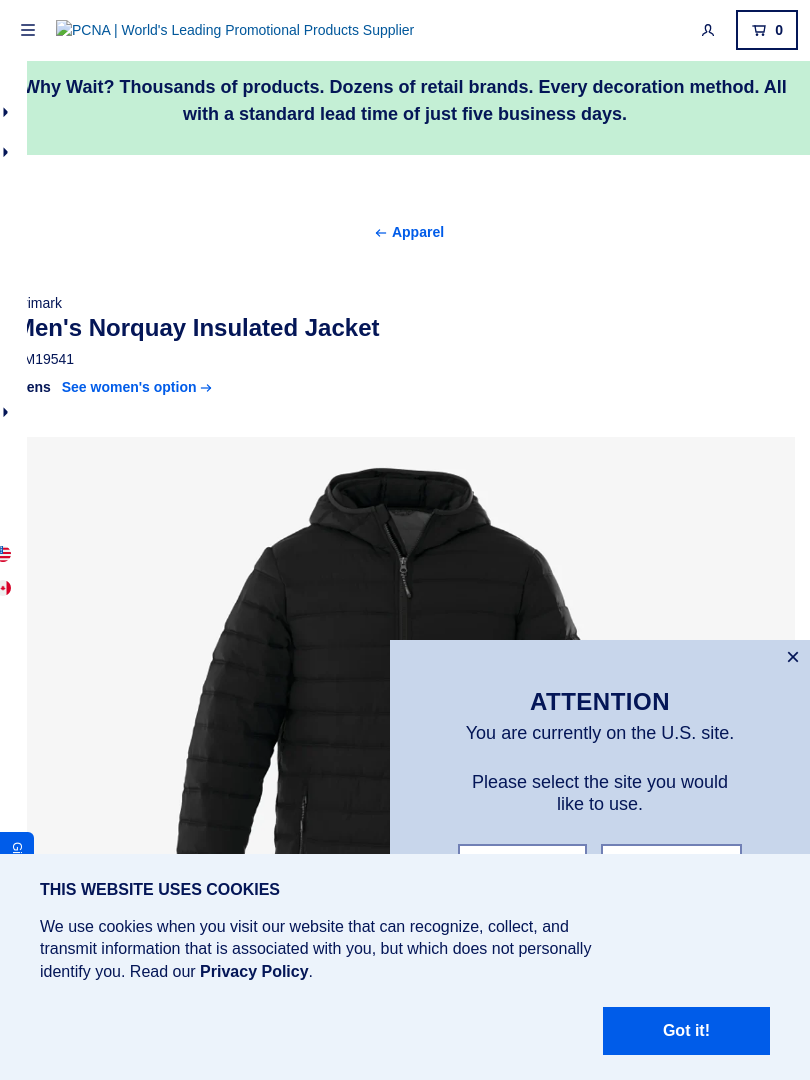 PCNA | World's Leading Promotional Products Supplier
0
Why Wait? Thousands of products. Dozens of retail brands. Every decoration method. All
with a standard lead time of just five business days.
Apparel
imark
Men's Norquay Insulated Jacket
M19541
ens See women's option
ATTENTION
You are currently on the U.S. site.
Please select the site you would
like to use.
Gi
THIS WEBSITE USES COOKIES
We use cookies when you visit our website that can recognize, collect, and
transmit information that is associated with you, but which does not personally
identify you. Read our Privacy Policy.
Got it!